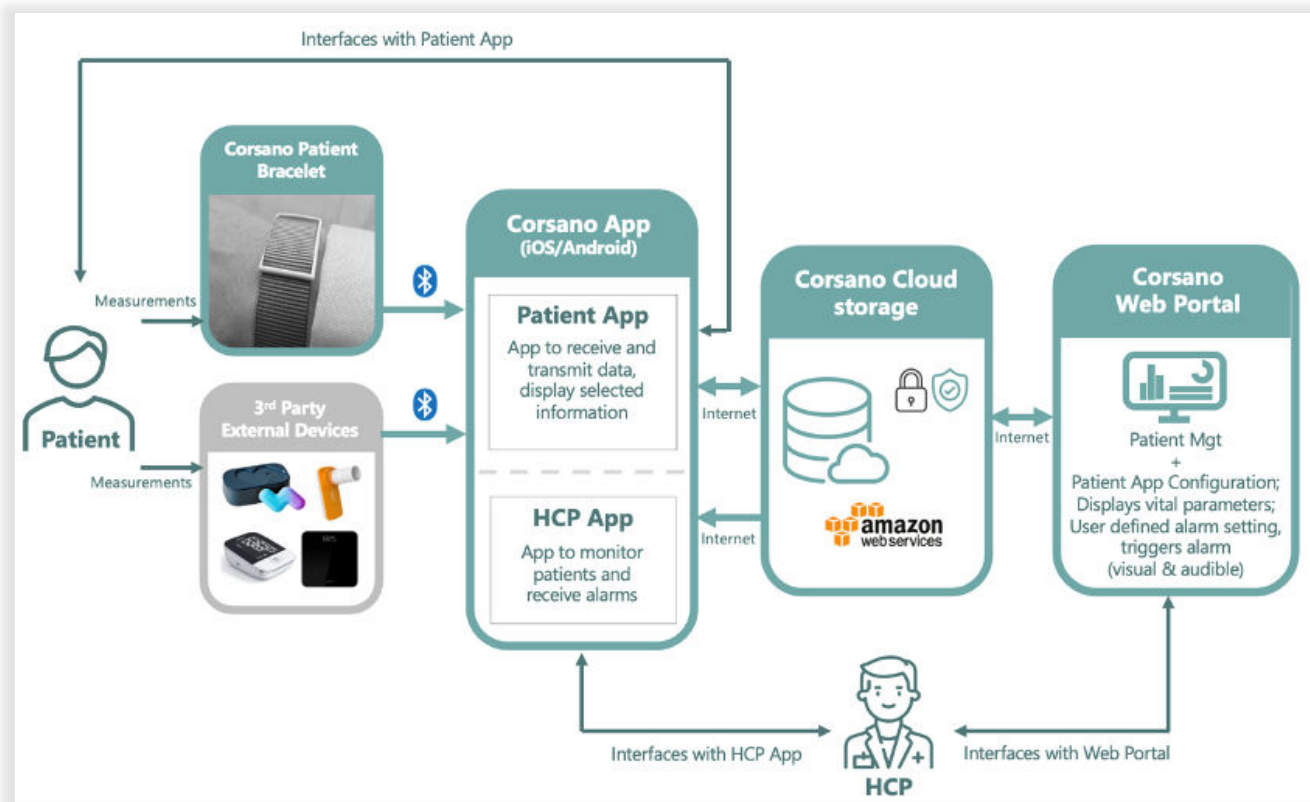 Interfaces with Patient App
Corsano Patient
Bracelet
Measurements
Patient
3rd Party
External Devices
Measurements
Corsano App
(iOS/Android)
Patient App
App to receive and
transmit data,
display selected
information
HCP App
App to monitor
patients and
receive alarms
Internet
Internet
Corsano Cloud
storage
amazon
web services
Internet
Corsano
Web Portal
Patient Mgt
+
Patient App Configuration;
Displays vital parameters;
User defined alarm setting,
triggers alarm
(visual & audible)
Interfaces with HCP App
HCP
Interfaces with Web Portal